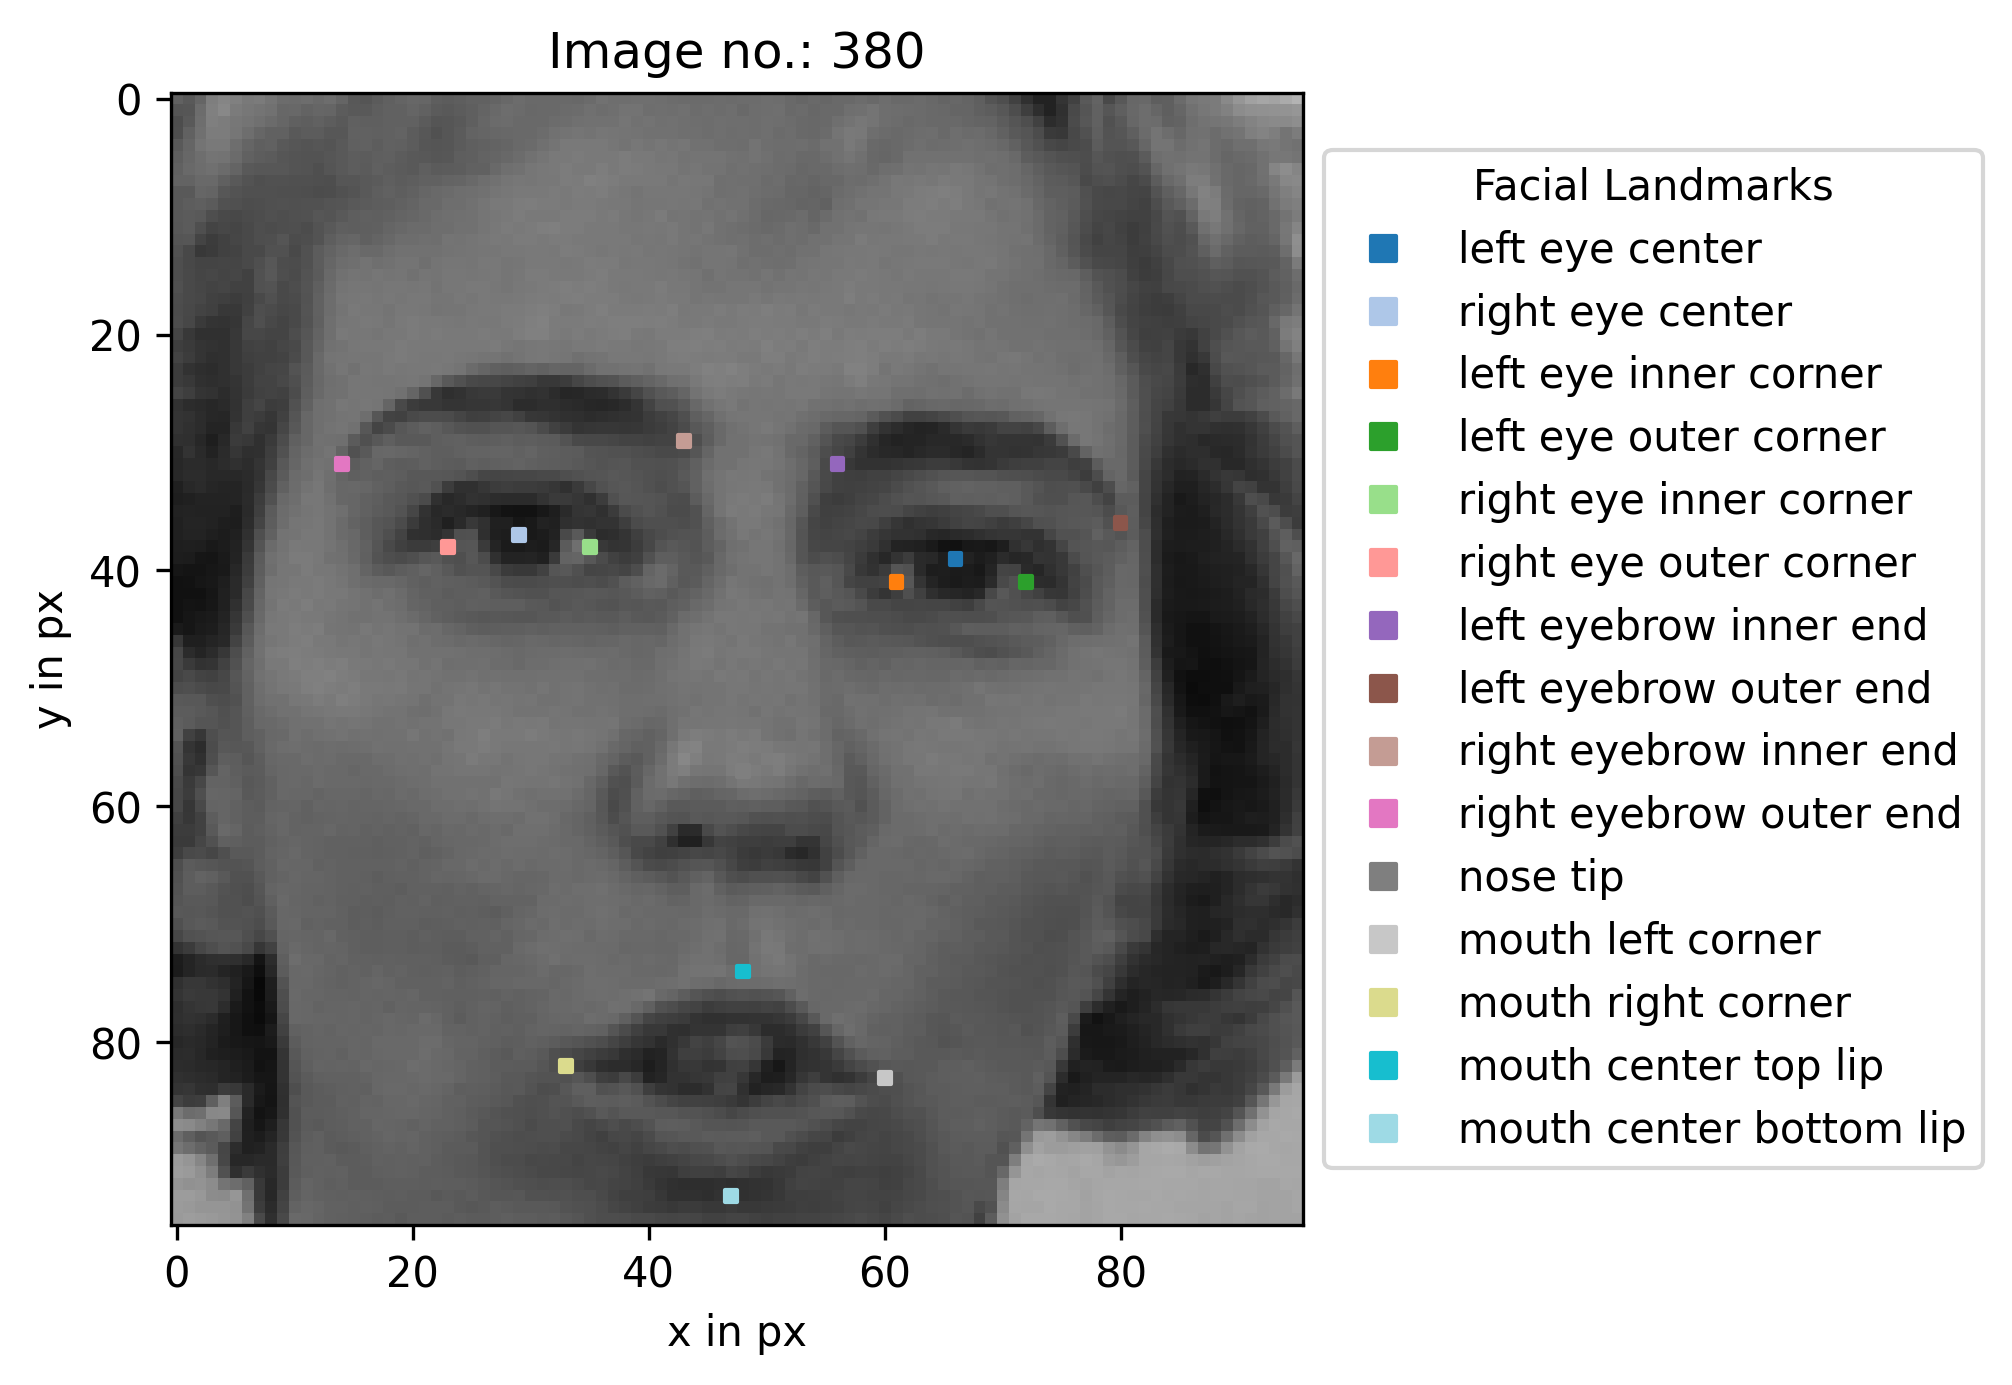 Image no.: 380
0
20
40
60
80
y in px
0 20 40 60 80
x in px
Facial Landmarks
left eye center
right eye center
left eye inner corner
left eye outer corner
right eye inner corner
right eye outer corner
left eyebrow inner end
left eyebrow outer end
right eyebrow inner end
right eyebrow outer end
nose tip
mouth left corner
mouth right corner
mouth center top lip
mouth center bottom lip